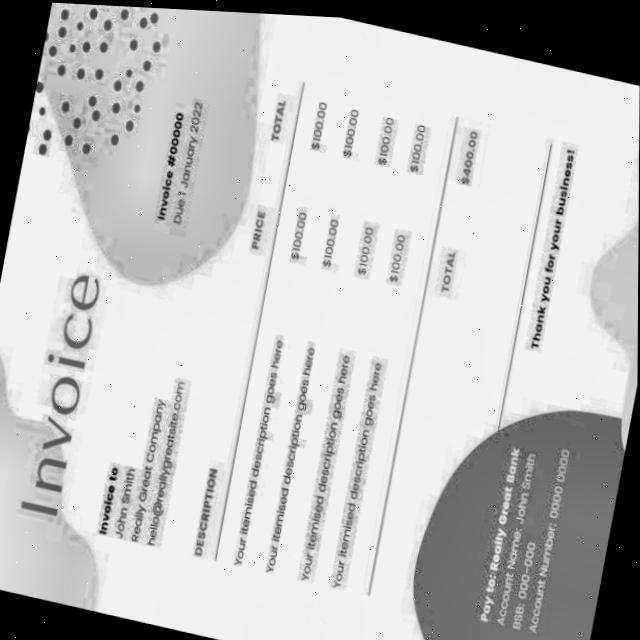 Invoice
Invoice #00000
Due 7 January 2022
Invoice to
John Smith
Really Great Company
hello@reallygreatsite.com
DESCRIPTION PRICE TOTAL
Your itemised description goes here $100.00 $100.00
Your itemised description goes here $100.00 $100.00
Your itemised description goes here $100.00 $100.00
Your itemised description goes here $100.00 $100.00
TOTAL $400.00
Thank you for your business!
Pay to: Really Great Bank
Account Name: John Smith
BSB: 000-000
Account Number: 00000 0000